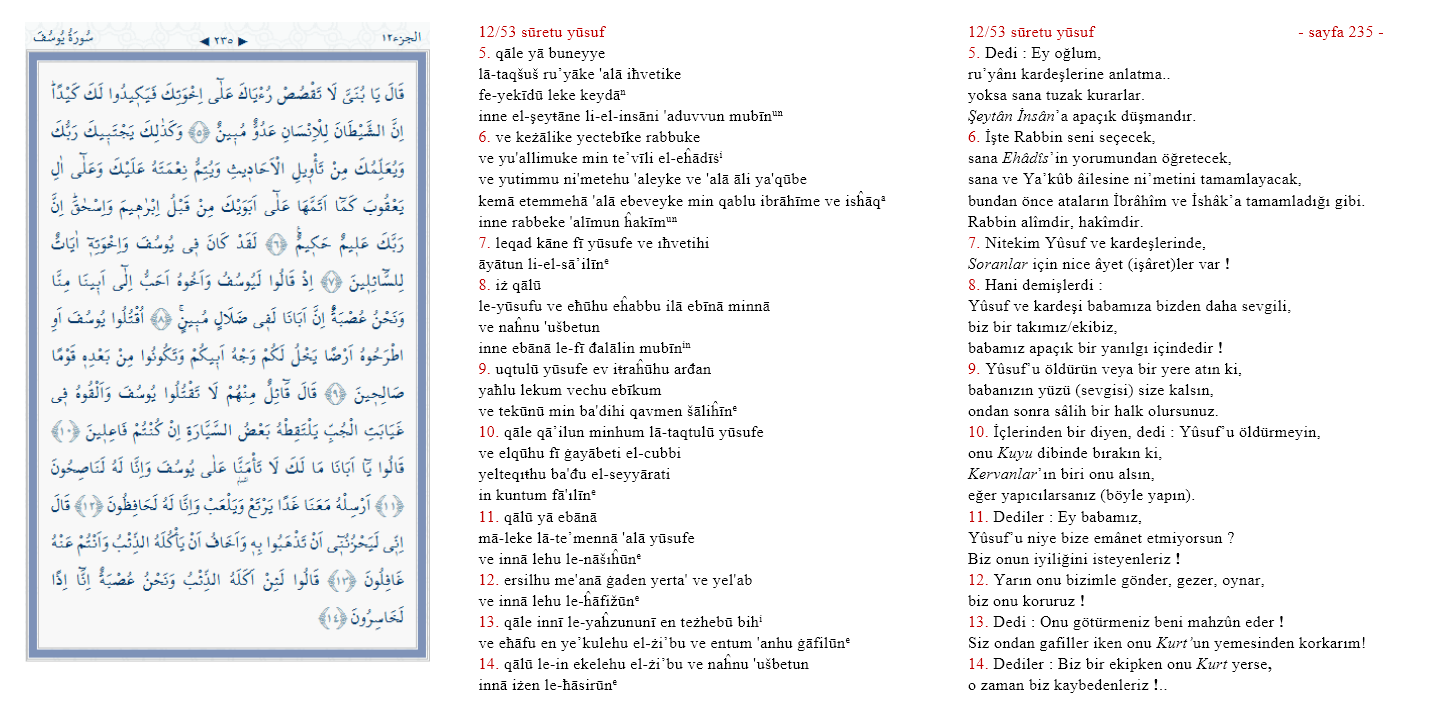 سُورَةُ يُوسُفَ
◀ ٢٣٥ ▶
الجزء١٢
قَالَ يَا بُنَيَّ لَا تَقْصُصْ رُءْيَاكَ عَلٰٓى اِخْوَتِكَ فَيَكٖيدُوا لَكَ كَيْدًاؕ
اِنَّ الشَّيْطَانَ لِلْاِنْسَانِ عَدُوٌّ مُبٖينٌ ﴿٥﴾ وَكَذٰلِكَ يَجْتَبٖيكَ رَبُّكَ
وَيُعَلِّمُكَ مِنْ تَأْوٖيلِ الْاَحَادٖيثِ وَيُتِمُّ نِعْمَتَهُ عَلَيْكَ وَعَلٰٓى اٰلِ
يَعْقُوبَ كَمَٓا اَتَمَّهَا عَلٰٓى اَبَوَيْكَ مِنْ قَبْلُ اِبْرٰهٖيمَ وَاِسْحٰقَؕ اِنَّ
رَبَّكَ عَلٖيمٌ حَكٖيمٌ ﴿٦﴾ لَقَدْ كَانَ فٖى يُوسُفَ وَاِخْوَتِهٖٓ اٰيَاتٌ
لِلسَّٓائِلٖينَ ﴿٧﴾ اِذْ قَالُوا لَيُوسُفُ وَاَخُوهُ اَحَبُّ اِلٰٓى اَبٖينَا مِنَّا
وَنَحْنُ عُصْبَةٌؕ اِنَّ اَبَانَا لَفٖى ضَلَالٍ مُبٖينٍۚ ﴿٨﴾ اُقْتُلُوا يُوسُفَ اَوِ
اطْرَحُوهُ اَرْضًا يَخْلُ لَكُمْ وَجْهُ اَبٖيكُمْ وَتَكُونُوا مِنْ بَعْدِهٖ قَوْمًا
صَالِحٖينَ ﴿٩﴾ قَالَ قَٓائِلٌ مِنْهُمْ لَا تَقْتُلُوا يُوسُفَ وَاَلْقُوهُ فٖى
غَيَابَتِ الْجُبِّ يَلْتَقِطْهُ بَعْضُ السَّيَّارَةِ اِنْ كُنْتُمْ فَاعِلٖينَ ﴿١٠﴾
قَالُوا يَٓا اَبَانَا مَا لَكَ لَا تَأْمَنَّا عَلٰى يُوسُفَ وَاِنَّا لَهُ لَنَاصِحُونَ
﴿١١﴾ اَرْسِلْهُ مَعَنَا غَدًا يَرْتَعْ وَيَلْعَبْ وَاِنَّا لَهُ لَحَافِظُونَ ﴿١٢﴾ قَالَ
اِنّٖى لَيَحْزُنُنٖٓى اَنْ تَذْهَبُوا بِهٖ وَاَخَافُ اَنْ يَأْكُلَهُ الذِّئْبُ وَاَنْتُمْ عَنْهُ
غَافِلُونَ ﴿١٣﴾ قَالُوا لَئِنْ اَكَلَهُ الذِّئْبُ وَنَحْنُ عُصْبَةٌ اِنَّٓا اِذًا
لَخَاسِرُونَ ﴿١٤﴾
12/53 sūretu yūsuf
5. qāle yā buneyye
lā-taqšuš ru’yāke 'alā iħvetike
fe-yekīdū leke keydāⁿ
inne el-şeyŧāne li-el-insāni 'aduvvun mubīnᵘⁿ
6. ve keżālike yectebīke rabbuke
ve yu'allimuke min te’vīli el-eĥādīšⁱ
ve yutimmu ni'metehu 'aleyke ve 'alā āli ya'qūbe
kemā etemmehā 'alā ebeveyke min qablu ibrāhīme ve isĥāqᵃ
inne rabbeke 'alīmun ĥakīmᵘⁿ
7. leqad kāne fī yūsufe ve ıħvetihi
āyātun li-el-sā’ilīnᵉ
8. iż qālū
le-yūsufu ve eħūhu eĥabbu ilā ebīnā minnā
ve naĥnu 'ušbetun
inne ebānā le-fī đalālin mubīnⁱⁿ
9. uqtulū yūsufe ev iŧraĥūhu arđan
yaħlu lekum vechu ebīkum
ve tekūnū min ba'dihi qavmen šāliĥīnᵉ
10. qāle qā’ilun minhum lā-taqtulū yūsufe
ve elqūhu fī ġayābeti el-cubbi
yelteqıŧhu ba'đu el-seyyārati
in kuntum fā'ılīnᵉ
11. qālū yā ebānā
mā-leke lā-te’mennā 'alā yūsufe
ve innā lehu le-nāšıĥūnᵉ
12. ersilhu me'anā ġaden yerta' ve yel'ab
ve innā lehu le-ĥāfižūnᵉ
13. qāle innī le-yaĥzununī en teżhebū bihⁱ
ve eħāfu en ye’kulehu el-żi’bu ve entum 'anhu ġāfilūnᵉ
14. qālū le-in ekelehu el-żi’bu ve naĥnu 'ušbetun
innā iżen le-ħāsirūnᵉ
12/53 sūretu yūsuf - sayfa 235 -
5. Dedi : Ey oğlum,
ru’yânı kardeşlerine anlatma..
yoksa sana tuzak kurarlar.
Şeytân İnsân’a apaçık düşmandır.
6. İşte Rabbin seni seçecek,
sana Ehâdîs’in yorumundan öğretecek,
sana ve Ya’kûb âilesine ni’metini tamamlayacak,
bundan önce ataların İbrâhîm ve İshâk’a tamamladığı gibi.
Rabbin alîmdir, hakîmdir.
7. Nitekim Yûsuf ve kardeşlerinde,
Soranlar için nice âyet (işâret)ler var !
8. Hani demişlerdi :
Yûsuf ve kardeşi babamıza bizden daha sevgili,
biz bir takımız/ekibiz,
babamız apaçık bir yanılgı içindedir !
9. Yûsuf’u öldürün veya bir yere atın ki,
babanızın yüzü (sevgisi) size kalsın,
ondan sonra sâlih bir halk olursunuz.
10. İçlerinden bir diyen, dedi : Yûsuf’u öldürmeyin,
onu Kuyu dibinde bırakın ki,
Kervanlar’ın biri onu alsın,
eğer yapıcılarsanız (böyle yapın).
11. Dediler : Ey babamız,
Yûsuf’u niye bize emânet etmiyorsun ?
Biz onun iyiliğini isteyenleriz !
12. Yarın onu bizimle gönder, gezer, oynar,
biz onu koruruz !
13. Dedi : Onu götürmeniz beni mahzûn eder !
Siz ondan gafiller iken onu Kurt’un yemesinden korkarım!
14. Dediler : Biz bir ekipken onu Kurt yerse,
o zaman biz kaybedenleriz !..